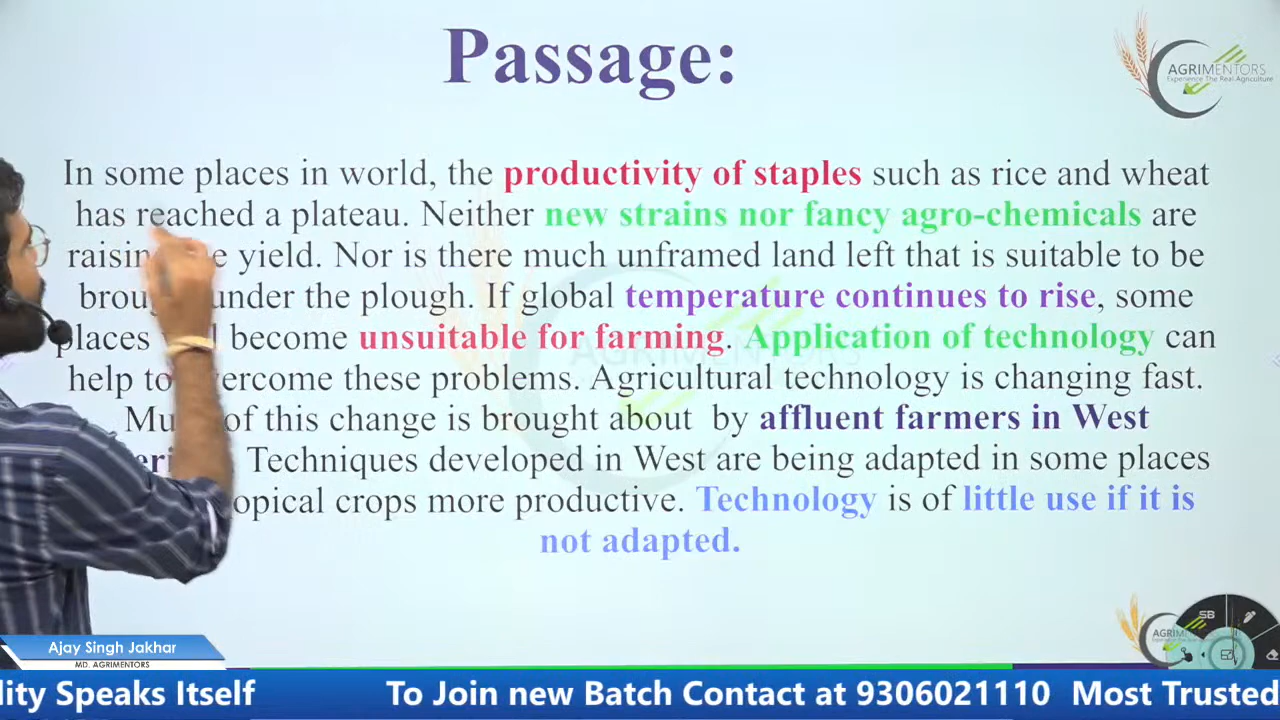 Passage:
AGRIMENTORS
Experience The Real Agriculture
In some places in world, the productivity of staples such as rice and wheat
has reached a plateau. Neither new strains nor fancy agro-chemicals are
raising yield. Nor is there much unframed land left that is suitable to be
under the plough. If global temperature continues to rise, some
places become unsuitable for farming. Application of technology can
help to overcome these problems. Agricultural technology is changing fast.
of this change is brought about by affluent farmers in West
Techniques developed in West are being adapted in some places
crops more productive. Technology is of little use if it is
not adapted.
AGRIMENTORS
SB
AGRIMENTORS
Ajay Singh Jakhar
MD. AGRIMENTORS
lity Speaks Itself To Join new Batch Contact at 9306021110 Most Trusted